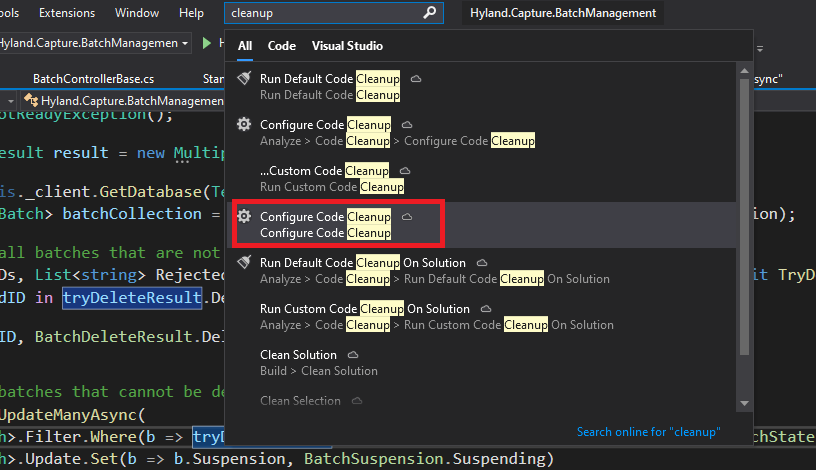 ols Extensions Window Help cleanup Hyland.Capture.BatchManagement
Hyland.Capture.BatchManagemen H
All Code Visual Studio
BatchControllerBase.cs Stan sync"
Run Default Code Cleanup
Run Default Code Cleanup
Hyland.Capture.BatchManagement
otReadyException();
Configure Code Cleanup
Analyze > Code Cleanup > Configure Code Cleanup
esult result = new Multip
...Custom Code Cleanup
Run Custom Code Cleanup
is._client.GetDatabase(Te
Batch> batchCollection = ion);
Configure Code Cleanup
Configure Code Cleanup
all batches that are not
Run Default Code Cleanup On Solution
Ds, List<string> Rejected it TryD
Analyze > Code Cleanup > Run Default Code Cleanup On Solution
dID in tryDeleteResult.De
Run Custom Code Cleanup On Solution
Analyze > Code Cleanup > Run Custom Code Cleanup On Solution
ID, BatchDeleteResult.Del
Clean Solution
Build > Clean Solution
batches that cannot be de
Clean Selection
UpdateManyAsync(
h>.Filter.Where(b => tryD chState
Search online for "cleanup"
h>.Update.Set(b => b.Suspension, BatchSuspension.Suspending)